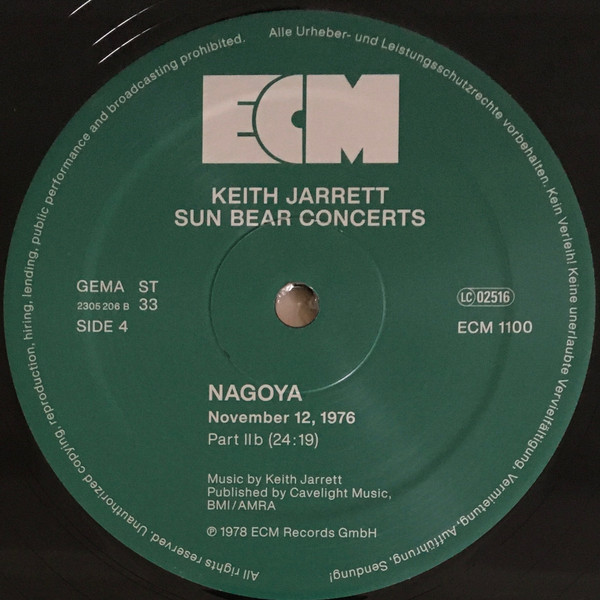 Alle Urheber- und Leistungsschutzrechte vorbehalten. Kein Verleih! Keine unerlaubte Vervielfältigung, Vermietung, Aufführung, Sendung!
All rights reserved. Unauthorized copying, reproduction, hiring, lending, public performance and broadcasting prohibited.
ECM
KEITH JARRETT
SUN BEAR CONCERTS
GEMA ST
2305 206 B 33
SIDE 4
LC 02516
ECM 1100
NAGOYA
November 12, 1976
Part II b (24:19)
Music by Keith Jarrett
Published by Cavelight Music,
BMI/AMRA
℗ 1978 ECM Records GmbH